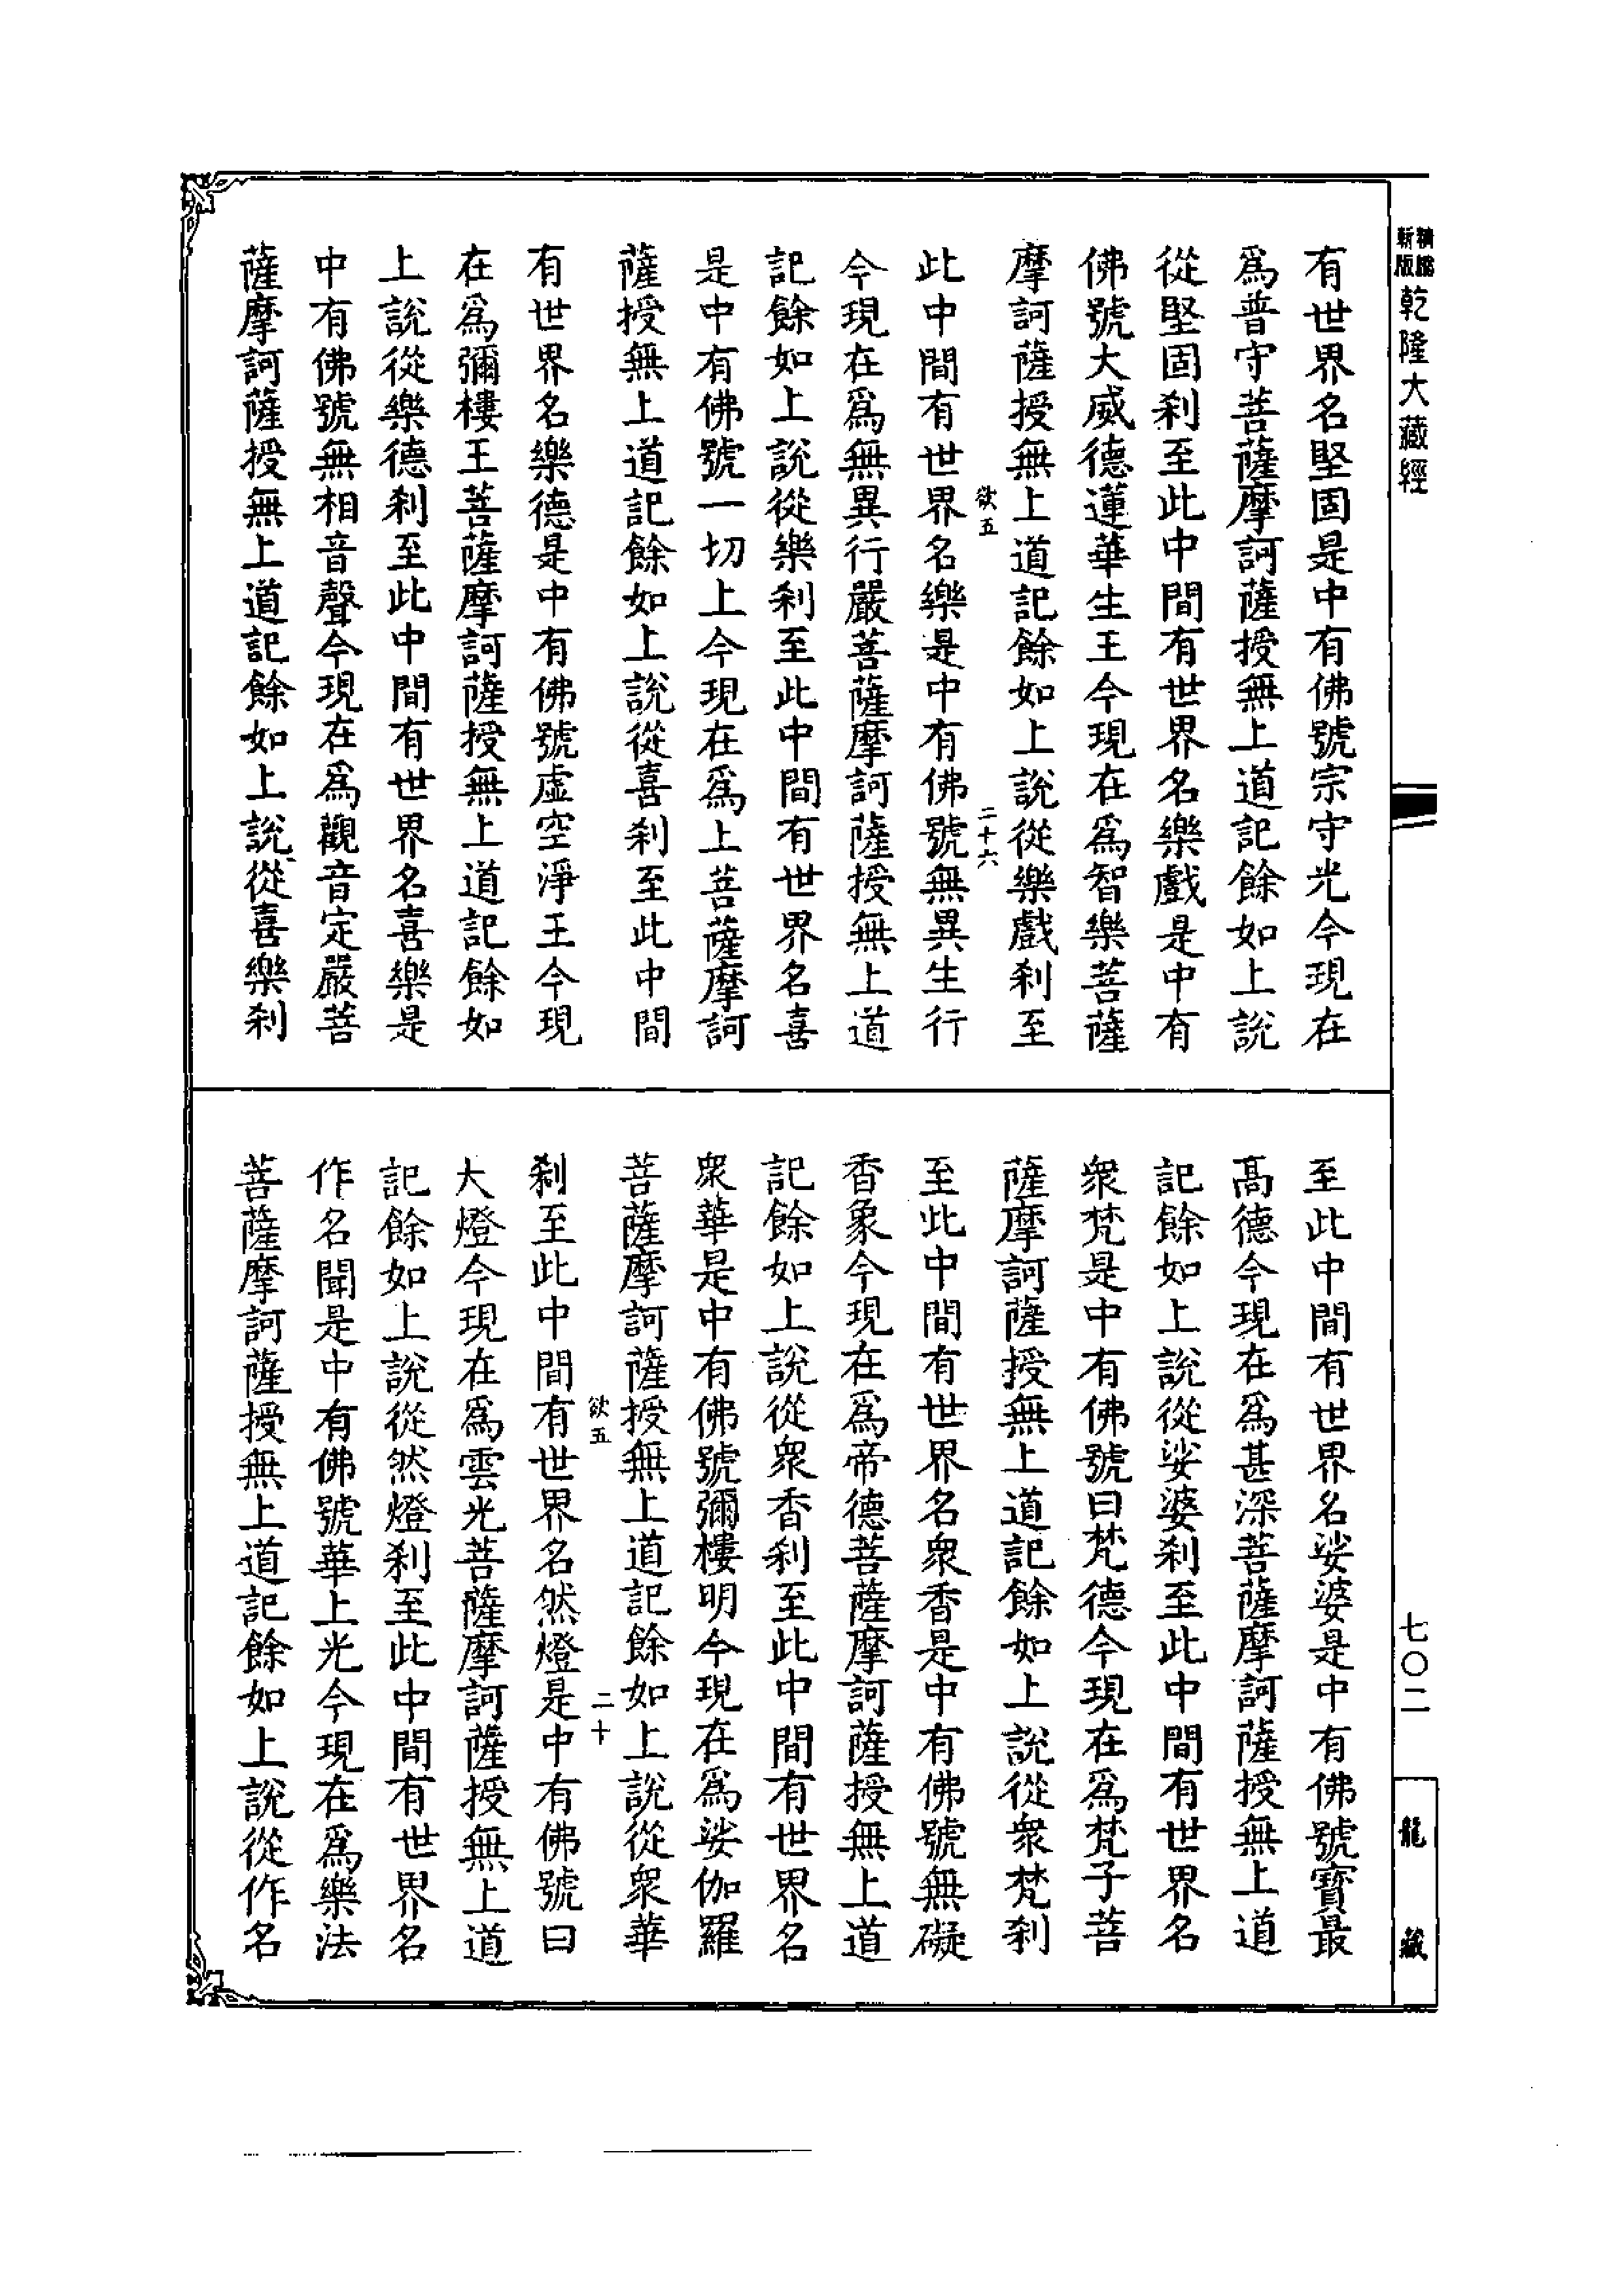 新版
精縮
乾隆大藏經
有世界名堅固是中有佛號宗守光今現在
爲普守菩薩摩訶薩授無上道記餘如上說
從堅固刹至此中間有世界名樂戲是中有
佛號大威德蓮華生王今現在爲智樂菩薩
摩訶薩授無上道記餘如上說從樂戲刹至
欲五
二十六
此中間有世界名樂是中有佛號無異生行
今現在爲無異行嚴菩薩摩訶薩授無上道
記餘如上說從樂刹至此中間有世界名喜
是中有佛號一切上今現在爲上菩薩摩訶
薩授無上道記餘如上說從喜刹至此中間
有世界名樂德是中有佛號虛空淨王今現
在爲彌樓王菩薩摩訶薩授無上道記餘如
上說從樂德刹至此中間有世界名喜樂是
中有佛號無相音聲今現在爲觀音定嚴菩
薩摩訶薩授無上道記餘如上說從喜樂刹
至此中間有世界名娑婆是中有佛號寶最
高德今現在爲甚深菩薩摩訶薩授無上道
記餘如上說從娑婆刹至此中間有世界名
衆梵是中有佛號曰梵德今現在爲梵子菩
薩摩訶薩授無上道記餘如上說從衆梵刹
至此中間有世界名衆香是中有佛號無礙
香象今現在爲帝德菩薩摩訶薩授無上道
記餘如上說從衆香刹至此中間有世界名
衆華是中有佛號彌樓明今現在爲娑伽羅
菩薩摩訶薩授無上道記餘如上說從衆華
欲五
二十
刹至此中間有世界名然燈是中有佛號曰
大燈今現在爲雲光菩薩摩訶薩授無上道
記餘如上說從然燈刹至此中間有世界名
作名聞是中有佛號華上光今現在爲樂法
菩薩摩訶薩授無上道記餘如上說從作名
七〇二
龍藏